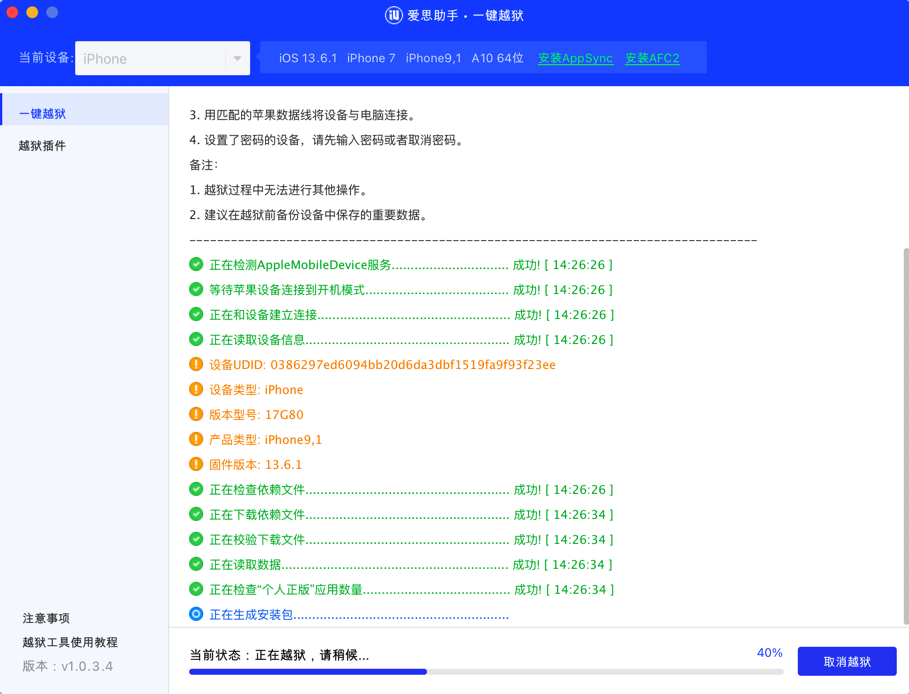 爱思助手・一键越狱
当前设备: iPhone iOS 13.6.1 iPhone 7 iPhone9,1 A10 64位 安装AppSync 安装AFC2
一键越狱
越狱插件
3. 用匹配的苹果数据线将设备与电脑连接。
4. 设置了密码的设备，请先输入密码或者取消密码。
备注:
1. 越狱过程中无法进行其他操作。
2. 建议在越狱前备份设备中保存的重要数据。
--------------------------------------------------------------------------------
正在检测AppleMobileDevice服务.............................. 成功! [ 14:26:26 ]
等待苹果设备连接到开机模式..................................... 成功! [ 14:26:26 ]
正在和设备建立连接.................................................. 成功! [ 14:26:26 ]
正在读取设备信息..................................................... 成功! [ 14:26:26 ]
设备UDID: 0386297ed6094bb20d6da3dbf1519fa9f93f23ee
设备类型: iPhone
版本型号: 17G80
产品类型: iPhone9,1
固件版本: 13.6.1
正在检查依赖文件..................................................... 成功! [ 14:26:26 ]
正在下载依赖文件..................................................... 成功! [ 14:26:34 ]
正在校验下载文件..................................................... 成功! [ 14:26:34 ]
正在读取数据........................................................... 成功! [ 14:26:34 ]
正在检查“个人正版”应用数量...................................... 成功! [ 14:26:34 ]
正在生成安装包........................................................
注意事项
越狱工具使用教程
版本：v1.0.3.4
当前状态：正在越狱，请稍候... 40%
取消越狱